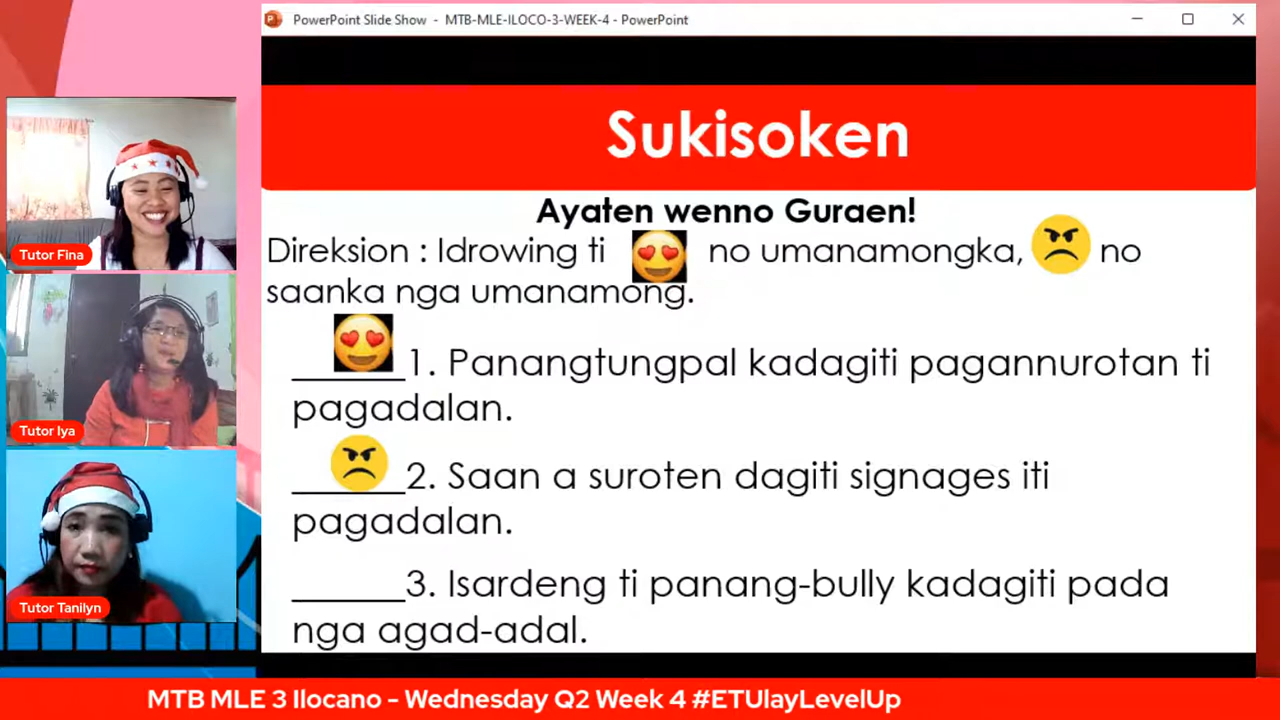 PowerPoint Slide Show - MTB-MLE-ILOCO-3-WEEK-4 - PowerPoint
Sukisoken
Ayaten wenno Guraen!
Direksion : Idrowing ti no umanamongka, no
saanka nga umanamong.
______1. Panangtungpal kadagiti pagannurotan ti
pagadalan.
______2. Saan a suroten dagiti signages iti
pagadalan.
______3. Isardeng ti panang-bully kadagiti pada
nga agad-adal.
Tutor Fina
Tutor Iya
Tutor Tanilyn
MTB MLE 3 Ilocano - Wednesday Q2 Week 4 #ETUlayLevelUp